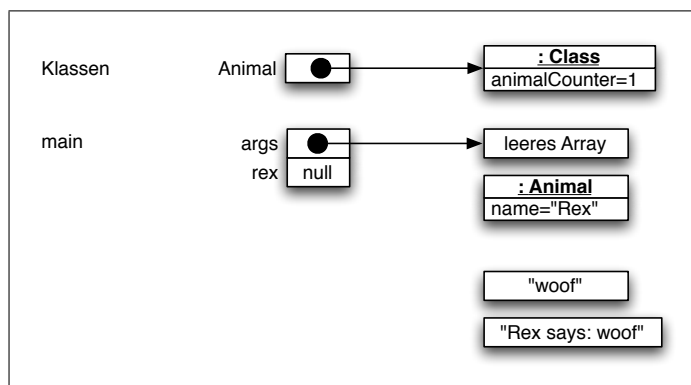 Klassen Animal : Class
animalCounter=1
main args leeres Array
rex null
: Animal
name="Rex"
"woof"
"Rex says: woof"